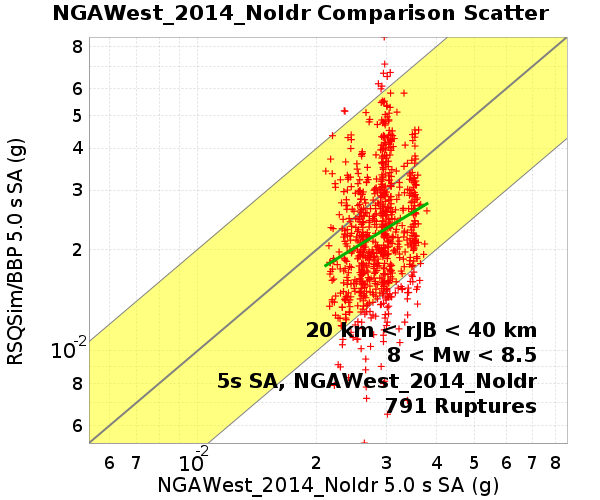 NGAWest_2014_NoIdr Comparison Scatter
RSQSim/BBP 5.0 s SA (g)
8
6
5
4
3
2
10-2
8
6
20 km < rJB < 40 km
8 < Mw < 8.5
5s SA, NGAWest_2014_NoIdr
791 Ruptures
6 7 10-2 2 3 4 5 6 7 8
NGAWest_2014_NoIdr 5.0 s SA (g)